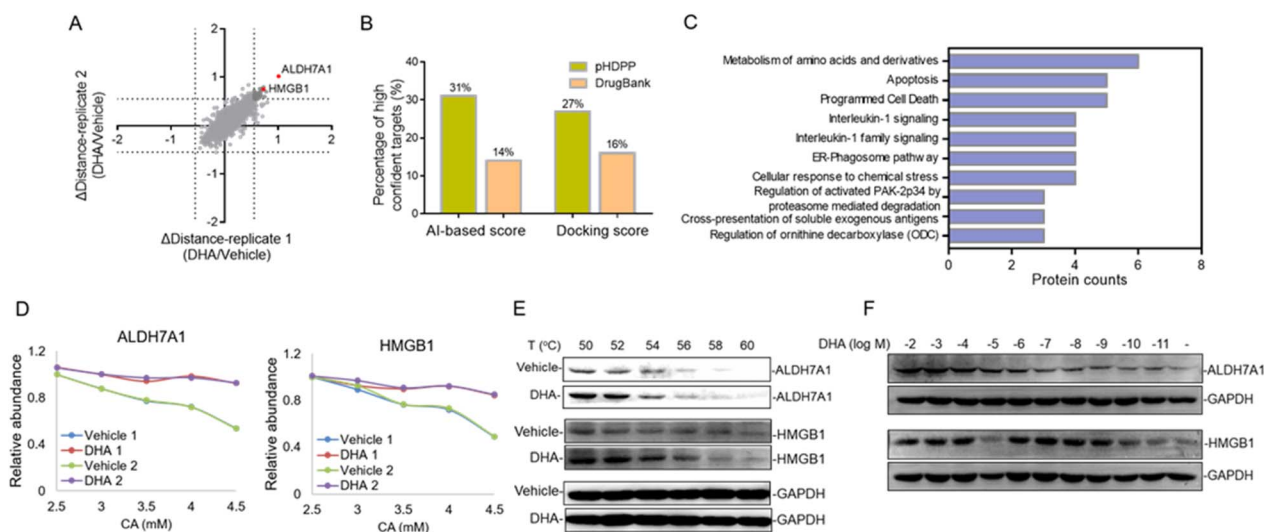 A
2
1
-2
-1
1
2
-1
-2
ALDH7A1
HMGB1
ΔDistance-replicate 2
(DHA/Vehicle)
ΔDistance-replicate 1
(DHA/Vehicle)
B
Percentage of high
confident targets (%)
40
30
20
10
0
31%
14%
27%
16%
pHDPP
DrugBank
AI-based score
Docking score
C
Metabolism of amino acids and derivatives
Apoptosis
Programmed Cell Death
Interleukin-1 signaling
Interleukin-1 family signaling
ER-Phagosome pathway
Cellular response to chemical stress
Regulation of activated PAK-2p34 by
proteasome mediated degradation
Cross-presentation of soluble exogenous antigens
Regulation of ornithine decarboxylase (ODC)
0 2 4 6 8
Protein counts
D
ALDH7A1
Relative abundance
1.2
0.8
0.4
0
Vehicle 1
DHA 1
Vehicle 2
DHA 2
2.5 3 3.5 4 4.5
CA (mM)
HMGB1
Relative abundance
1.2
0.8
0.4
0
Vehicle 1
DHA 1
Vehicle 2
DHA 2
2.5 3 3.5 4 4.5
CA (mM)
E
T (°C) 50 52 54 56 58 60
Vehicle- -ALDH7A1
DHA- -ALDH7A1
Vehicle- -HMGB1
DHA- -HMGB1
Vehicle- -GAPDH
DHA- -GAPDH
F
DHA (log M) -2 -3 -4 -5 -6 -7 -8 -9 -10 -11 -
-ALDH7A1
-GAPDH
-HMGB1
-GAPDH